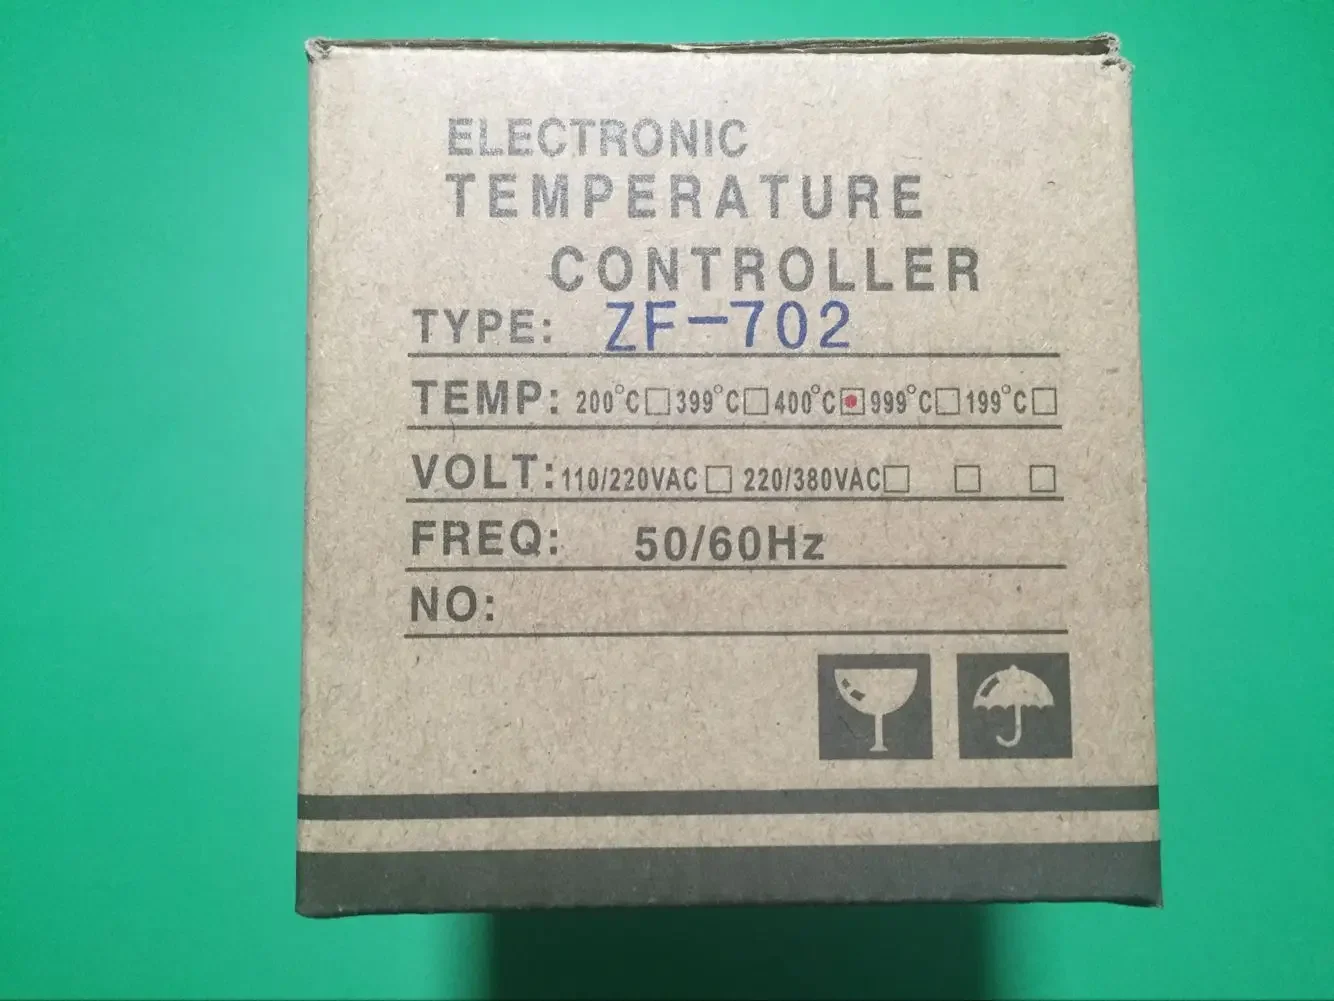 ELECTRONIC
TEMPERATURE
CONTROLLER
TYPE: ZF-702
TEMP: 200°C□ 399°C□ 400°C▣ 999°C□ 199°C□
VOLT: 110/220VAC□ 220/380VAC□ □ □
FREQ: 50/60Hz
NO: